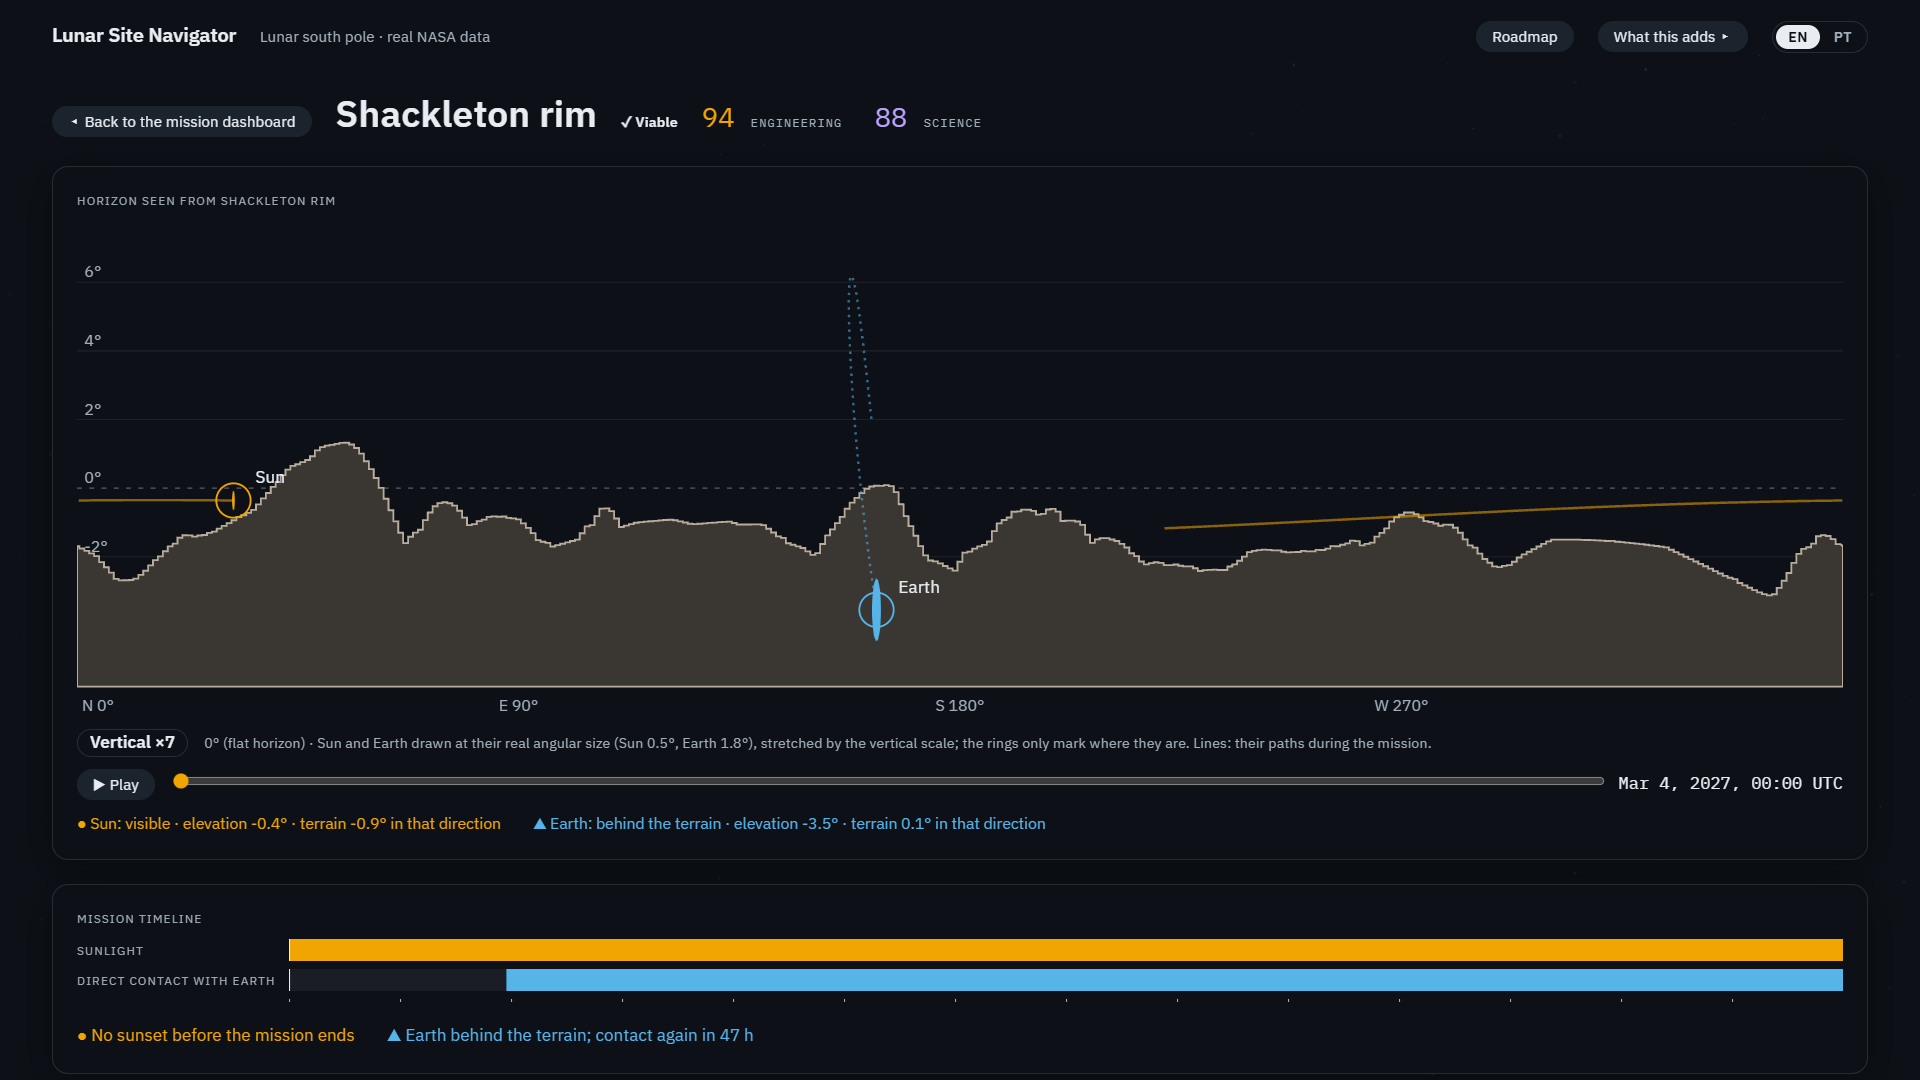 Lunar Site Navigator Lunar south pole · real NASA data Roadmap What this adds ▸ EN PT
◂ Back to the mission dashboard Shackleton rim ✓ Viable 94 ENGINEERING 88 SCIENCE
HORIZON SEEN FROM SHACKLETON RIM
6°
4°
2°
0°
-2°
Sun
Earth
N 0° E 90° S 180° W 270°
Vertical ×7 0° (flat horizon) · Sun and Earth drawn at their real angular size (Sun 0.5°, Earth 1.8°), stretched by the vertical scale; the rings only mark where they are. Lines: their paths during the mission.
▶ Play Mar 4, 2027, 00:00 UTC
● Sun: visible · elevation -0.4° · terrain -0.9° in that direction ▲ Earth: behind the terrain · elevation -3.5° · terrain 0.1° in that direction
MISSION TIMELINE
SUNLIGHT
DIRECT CONTACT WITH EARTH
● No sunset before the mission ends ▲ Earth behind the terrain; contact again in 47 h